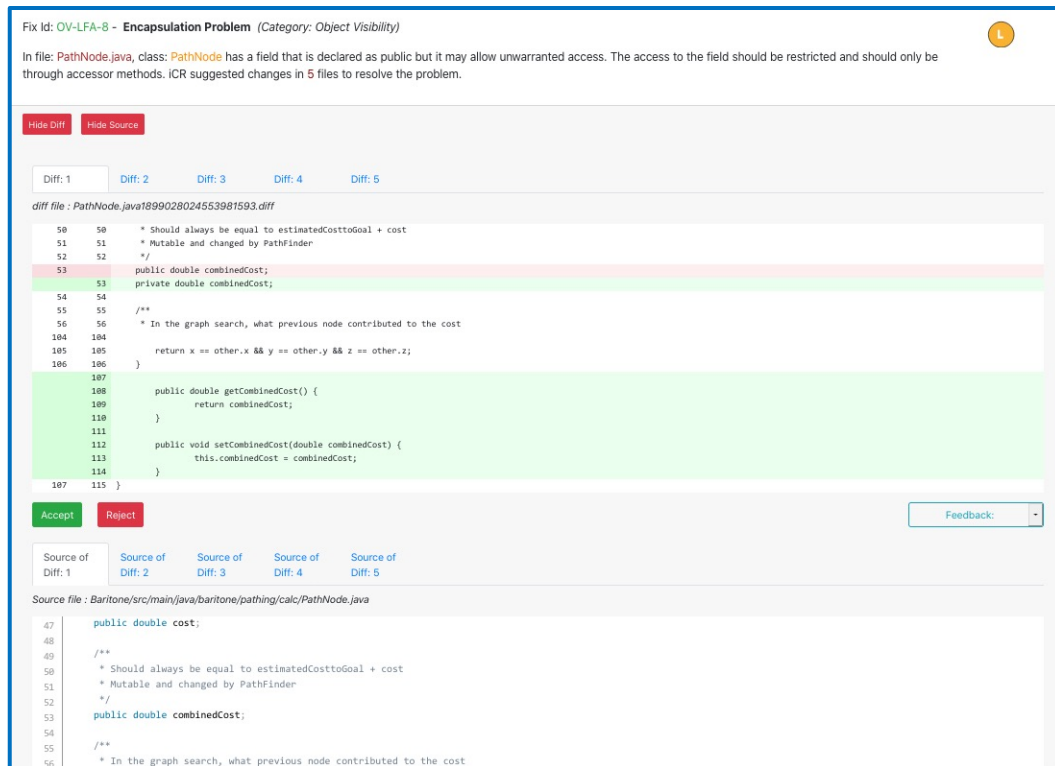 Fix Id: OV-LFA-8 - Encapsulation Problem (Category: Object Visibility)
L
In file: PathNode.java, class: PathNode has a field that is declared as public but it may allow unwarranted access. The access to the field should be restricted and should only be
through accessor methods. iCR suggested changes in 5 files to resolve the problem.
Hide Diff Hide Source
Diff: 1 Diff: 2 Diff: 3 Diff: 4 Diff: 5
diff file : PathNode.java1899028024553981593.diff
50 50 * Should always be equal to estimatedCosttoGoal + cost
51 51 * Mutable and changed by PathFinder
52 52 */
53 public double combinedCost;
53 private double combinedCost;
54 54
55 55 /**
56 56 * In the graph search, what previous node contributed to the cost
104 104
105 105 return x == other.x && y == other.y && z == other.z;
106 106 }
107
108 public double getCombinedCost() {
109 return combinedCost;
110 }
111
112 public void setCombinedCost(double combinedCost) {
113 this.combinedCost = combinedCost;
114 }
107 115 }
Accept Reject Feedback:
Source of Diff: 1 Source of Diff: 2 Source of Diff: 3 Source of Diff: 4 Source of Diff: 5
Source file : Baritone/src/main/java/baritone/pathing/calc/PathNode.java
47 public double cost;
48
49 /**
50 * Should always be equal to estimatedCosttoGoal + cost
51 * Mutable and changed by PathFinder
52 */
53 public double combinedCost;
54
55 /**
56 * In the graph search, what previous node contributed to the cost